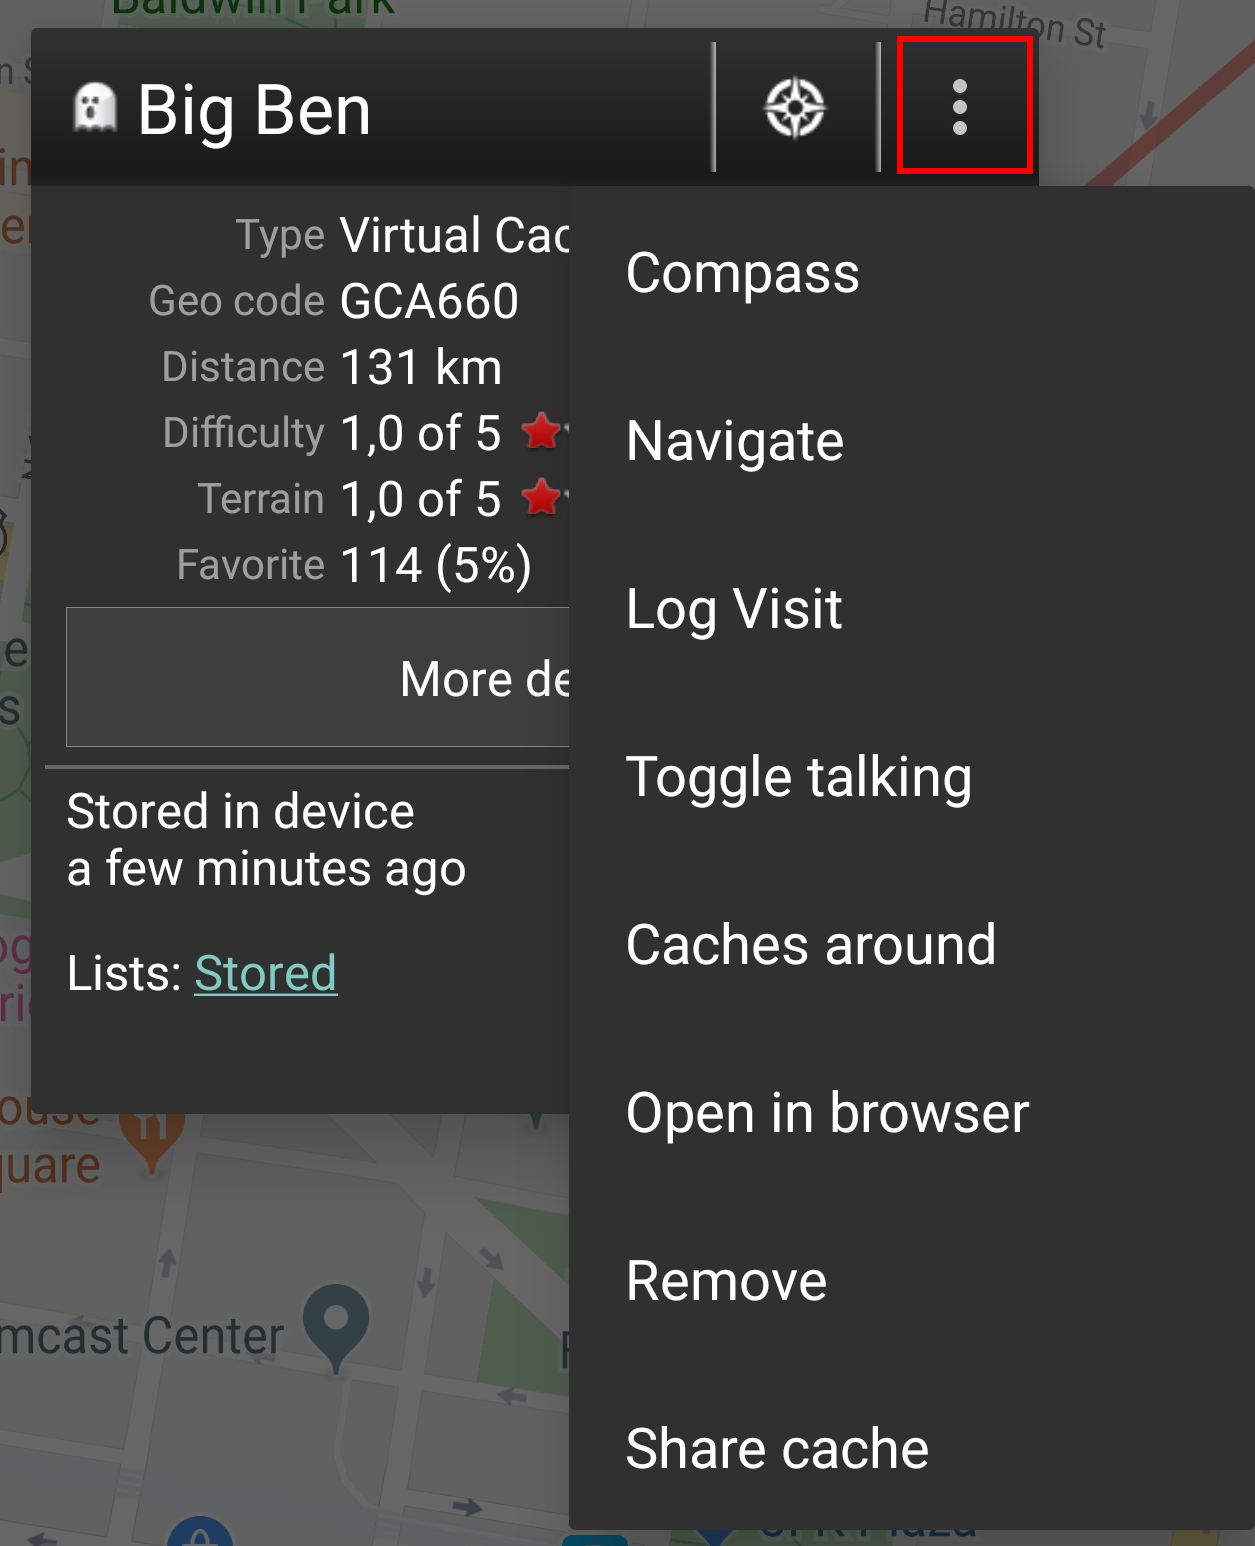 Baldwin Park
Hamilton St
Big Ben
Type Virtual Cac
Geo code GCA660
Distance 131 km
Difficulty 1,0 of 5
Terrain 1,0 of 5
Favorite 114 (5%)
More de
Stored in device
a few minutes ago
Lists: Stored
Compass
Navigate
Log Visit
Toggle talking
Caches around
Open in browser
Remove
Share cache
ouse
quare
mcast Center